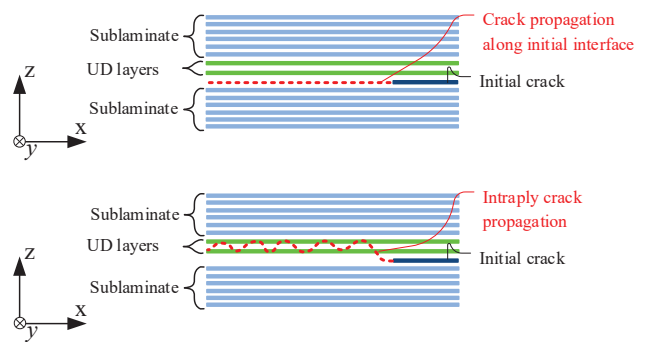 Sublaminate
UD layers
Sublaminate
Crack propagation
along initial interface
Initial crack
z
x
y
Sublaminate
UD layers
Sublaminate
Intraply crack
propagation
Initial crack
z
x
y